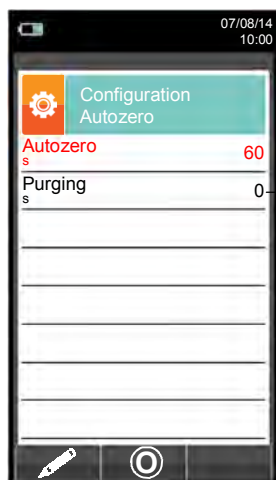 07/08/14
10:00
Configuration
Autozero
Autozero 60
s
Purging 0
s